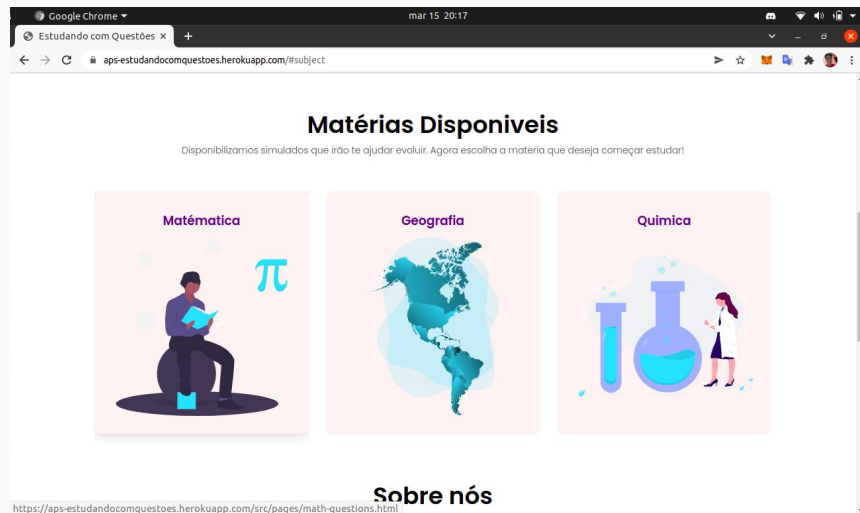 Google Chrome
mar 15 20:17
Estudando com Questões
aps-estudandocomquestoes.herokuapp.com/#subject
Matérias Disponiveis
Disponibilizamos simulados que irão te ajudar evoluir. Agora escolha a materia que deseja começar estudar!
Matématica
Geografia
Quimica
π
Sobre nós
https://aps-estudandocomquestoes.herokuapp.com/src/pages/math-questions.html